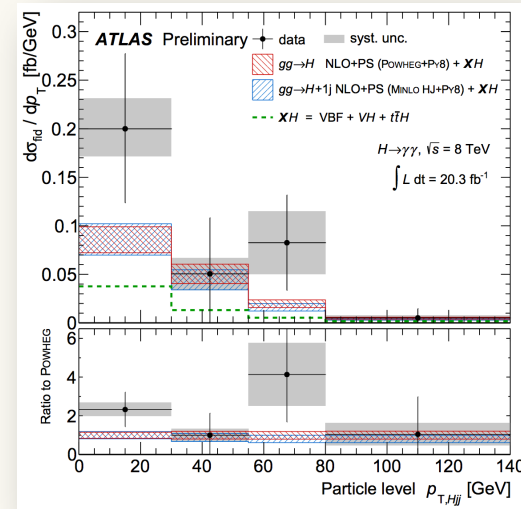 0.3
0.25
0.2
0.15
0.1
0.05
0
dσfid / dpT [fb/GeV]
ATLAS Preliminary
data
syst. unc.
gg→H NLO+PS (POWHEG+PY8) + XH
gg→H+1j NLO+PS (MINLO HJ+PY8) + XH
XH = VBF + VH + tt̄H
H→γγ, √s = 8 TeV
∫ L dt = 20.3 fb⁻¹
Ratio to POWHEG
6
4
2
0
0 20 40 60 80 100 120 140
Particle level pT,Hjj [GeV]